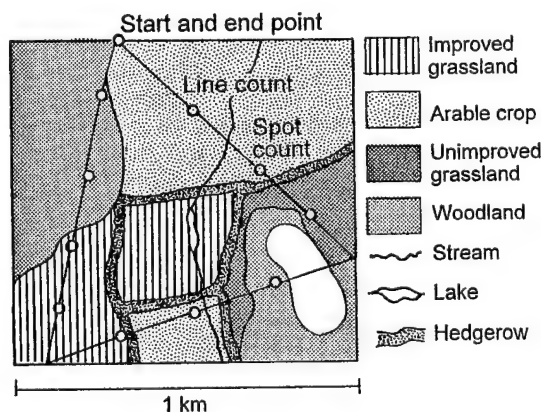 Start and end point
Line count
Spot count
Improved grassland
Arable crop
Unimproved grassland
Woodland
Stream
Lake
Hedgerow
1 km